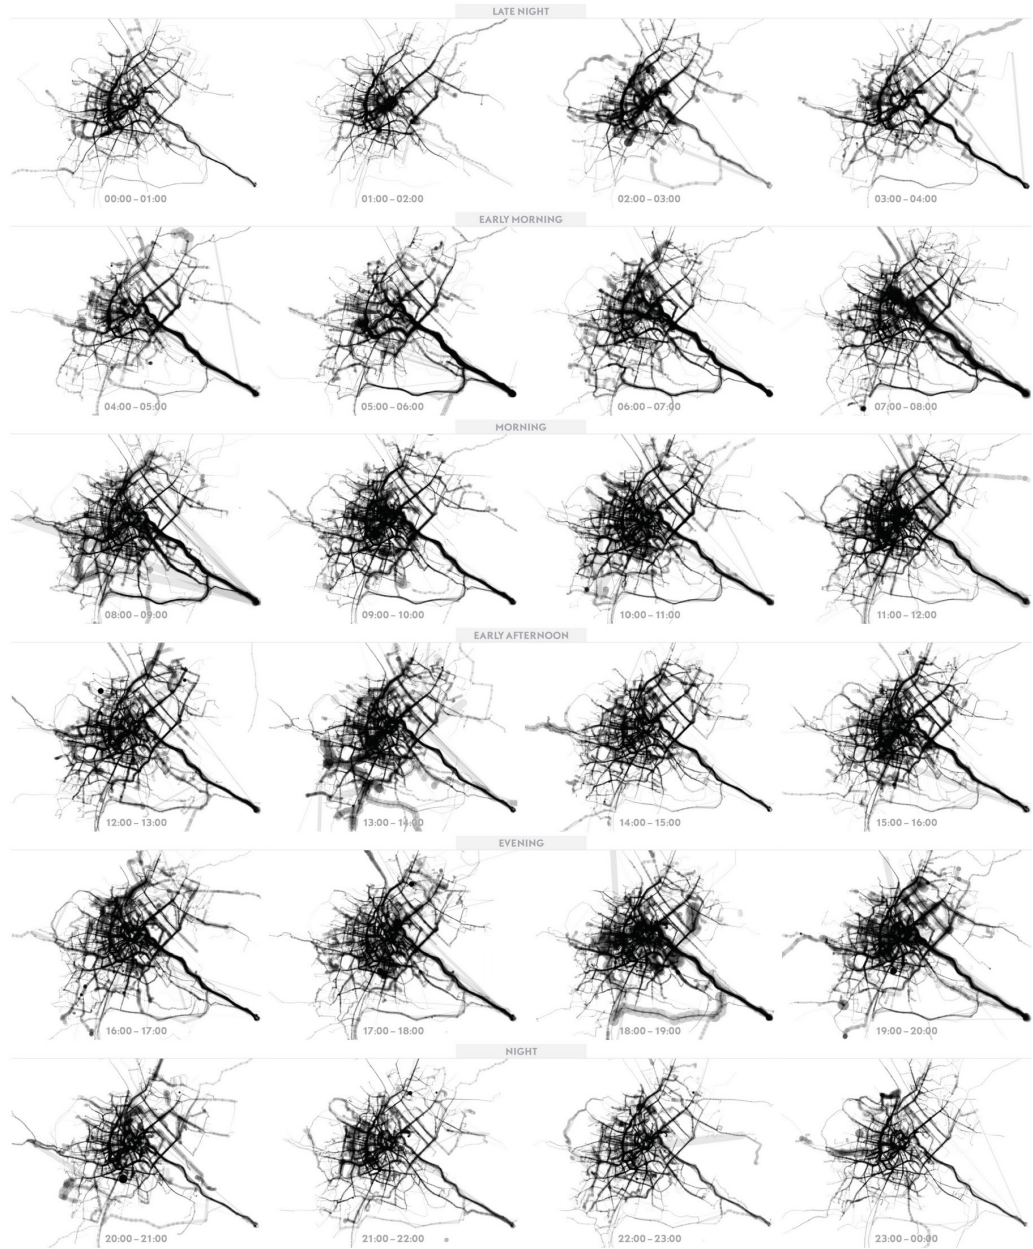 LATE NIGHT
00:00 – 01:00
01:00 – 02:00
02:00 – 03:00
03:00 – 04:00
EARLY MORNING
04:00 – 05:00
05:00 – 06:00
06:00 – 07:00
07:00 – 08:00
MORNING
08:00 – 09:00
09:00 – 10:00
10:00 – 11:00
11:00 – 12:00
EARLY AFTERNOON
12:00 – 13:00
13:00 – 14:00
14:00 – 15:00
15:00 – 16:00
EVENING
16:00 – 17:00
17:00 – 18:00
18:00 – 19:00
19:00 – 20:00
NIGHT
20:00 – 21:00
21:00 – 22:00
22:00 – 23:00
23:00 – 00:00